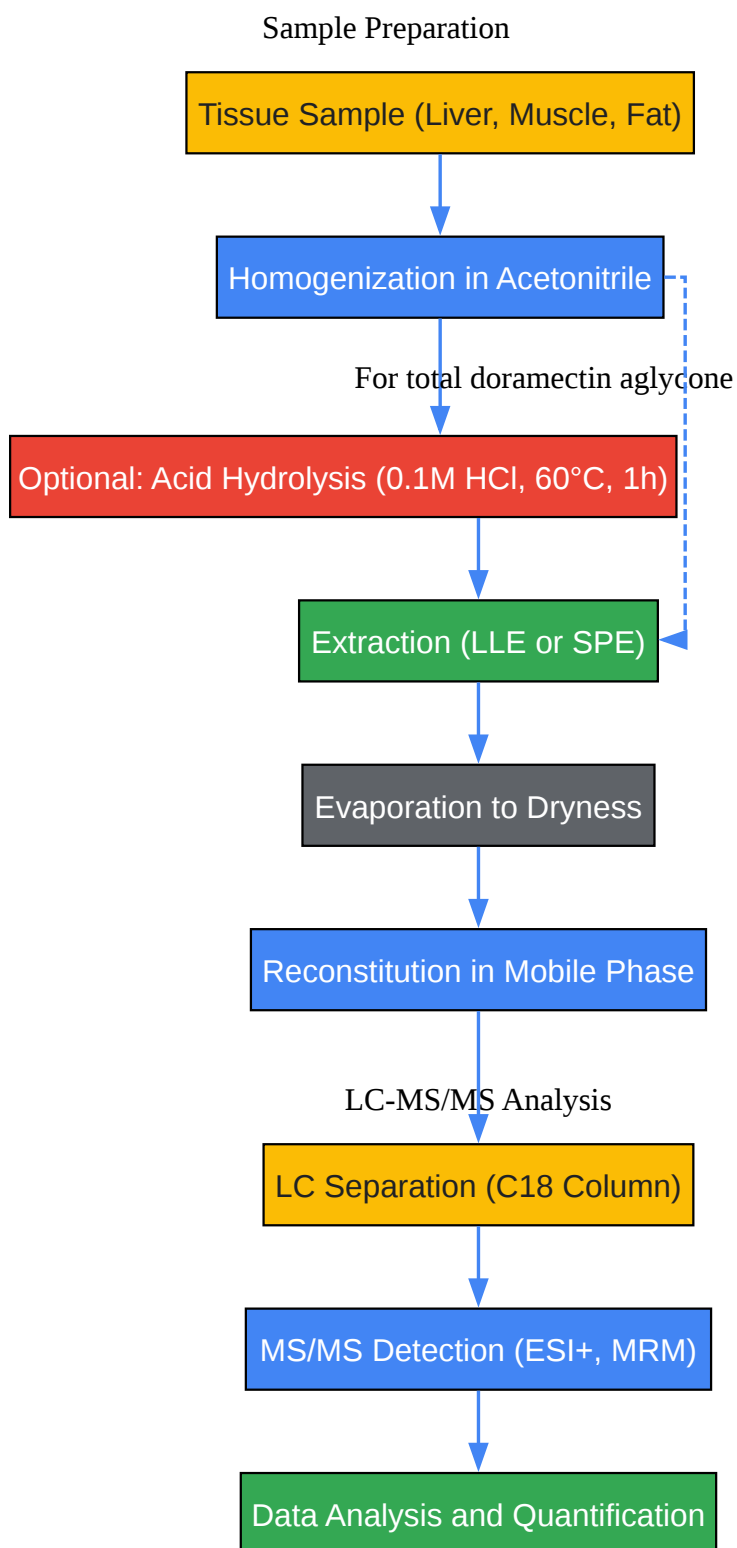 Sample Preparation
Tissue Sample (Liver, Muscle, Fat)
Homogenization in Acetonitrile
For total doramectin aglycone
Optional: Acid Hydrolysis (0.1M HCl, 60°C, 1h)
Extraction (LLE or SPE)
Evaporation to Dryness
Reconstitution in Mobile Phase
LC-MS/MS Analysis
LC Separation (C18 Column)
MS/MS Detection (ESI+, MRM)
Data Analysis and Quantification